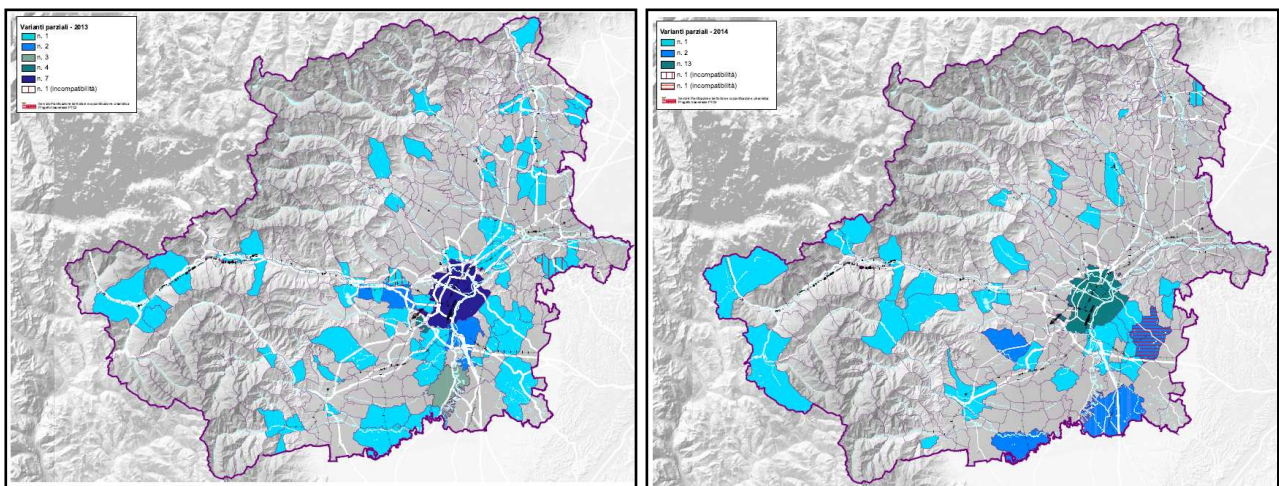 Varianti parziali - 2013
n. 1
n. 2
n. 3
n. 4
n. 7
n. 1 (incompatibilità)
Varianti parziali - 2014
n. 1
n. 2
n. 13
n. 1 (incompatibilità)
n. 1 (incompatibilità)